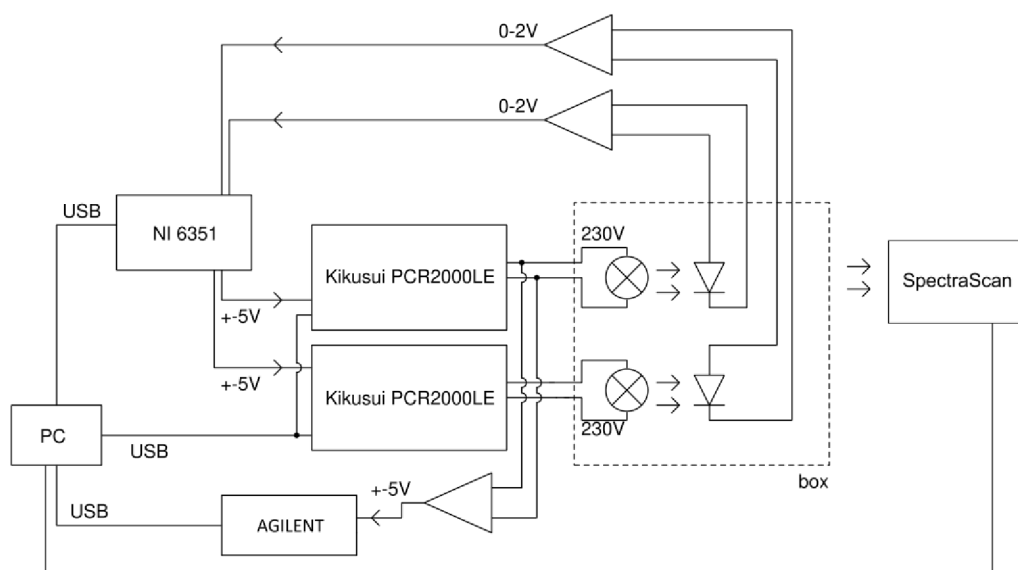 0-2V
0-2V
USB
NI 6351
230V
Kikusui PCR2000LE
SpectraScan
+-5V
Kikusui PCR2000LE
+-5V
PC
USB
230V
box
+-5V
USB
AGILENT